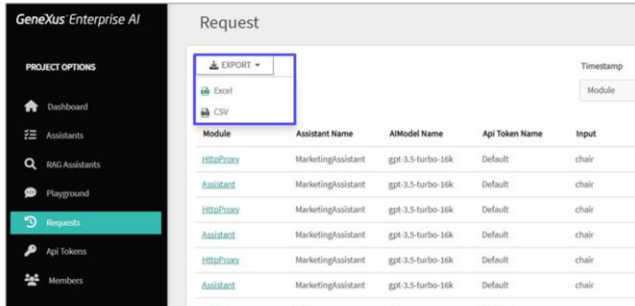 GeneXus Enterprise AI
PROJECT OPTIONS
Dashboard
Assistants
RAG Assistants
Playground
Requests
Api Tokens
Members
Request
EXPORT
Timestamp
Excel
Module
CSV
Module Assistant Name AIModel Name Api Token Name Input
HttpProxy MarketingAssistant gpt-3.5-turbo-16k Default chair
Assistant MarketingAssistant gpt-3.5-turbo-16k Default chair
HttpProxy MarketingAssistant gpt-3.5-turbo-16k Default chair
Assistant MarketingAssistant gpt-3.5-turbo-16k Default chair
HttpProxy MarketingAssistant gpt-3.5-turbo-16k Default chair
Assistant MarketingAssistant gpt-3.5-turbo-16k Default chair